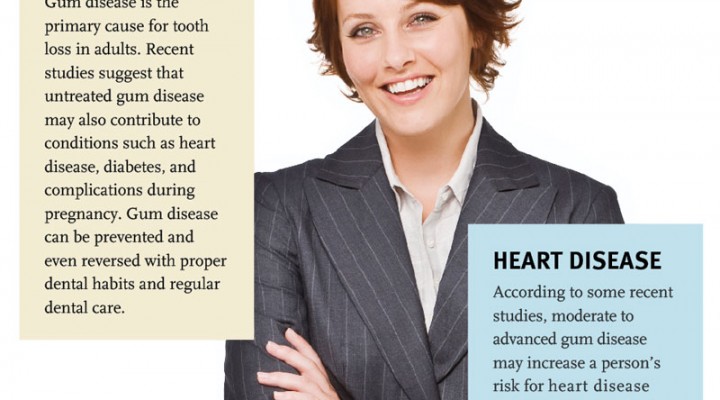 Gum disease is the
primary cause for tooth
loss in adults. Recent
studies suggest that
untreated gum disease
may also contribute to
conditions such as heart
disease, diabetes, and
complications during
pregnancy. Gum disease
can be prevented and
even reversed with proper
dental habits and regular
dental care.
HEART DISEASE
According to some recent
studies, moderate to
advanced gum disease
may increase a person’s
risk for heart disease